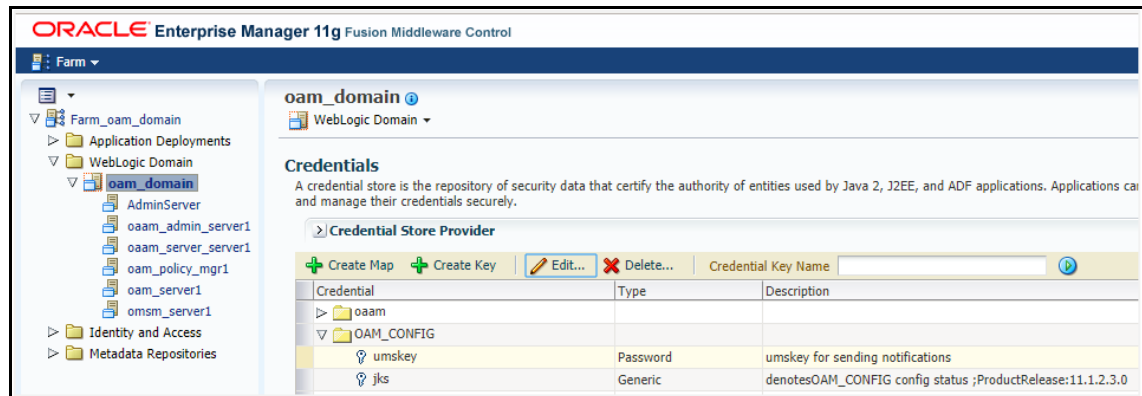 ORACLE Enterprise Manager 11g Fusion Middleware Control
Farm
Farm_oam_domain
Application Deployments
WebLogic Domain
oam_domain
AdminServer
oaam_admin_server1
oaam_server_server1
oam_policy_mgr1
oam_server1
omsm_server1
Identity and Access
Metadata Repositories
oam_domain
WebLogic Domain
Credentials
A credential store is the repository of security data that certify the authority of entities used by Java 2, J2EE, and ADF applications. Applications ca
and manage their credentials securely.
Credential Store Provider
Create Map Create Key Edit... Delete... Credential Key Name
Credential Type Description
oaam
OAM_CONFIG
umskey Password umskey for sending notifications
jks Generic denotesOAM_CONFIG config status ;ProductRelease:11.1.2.3.0